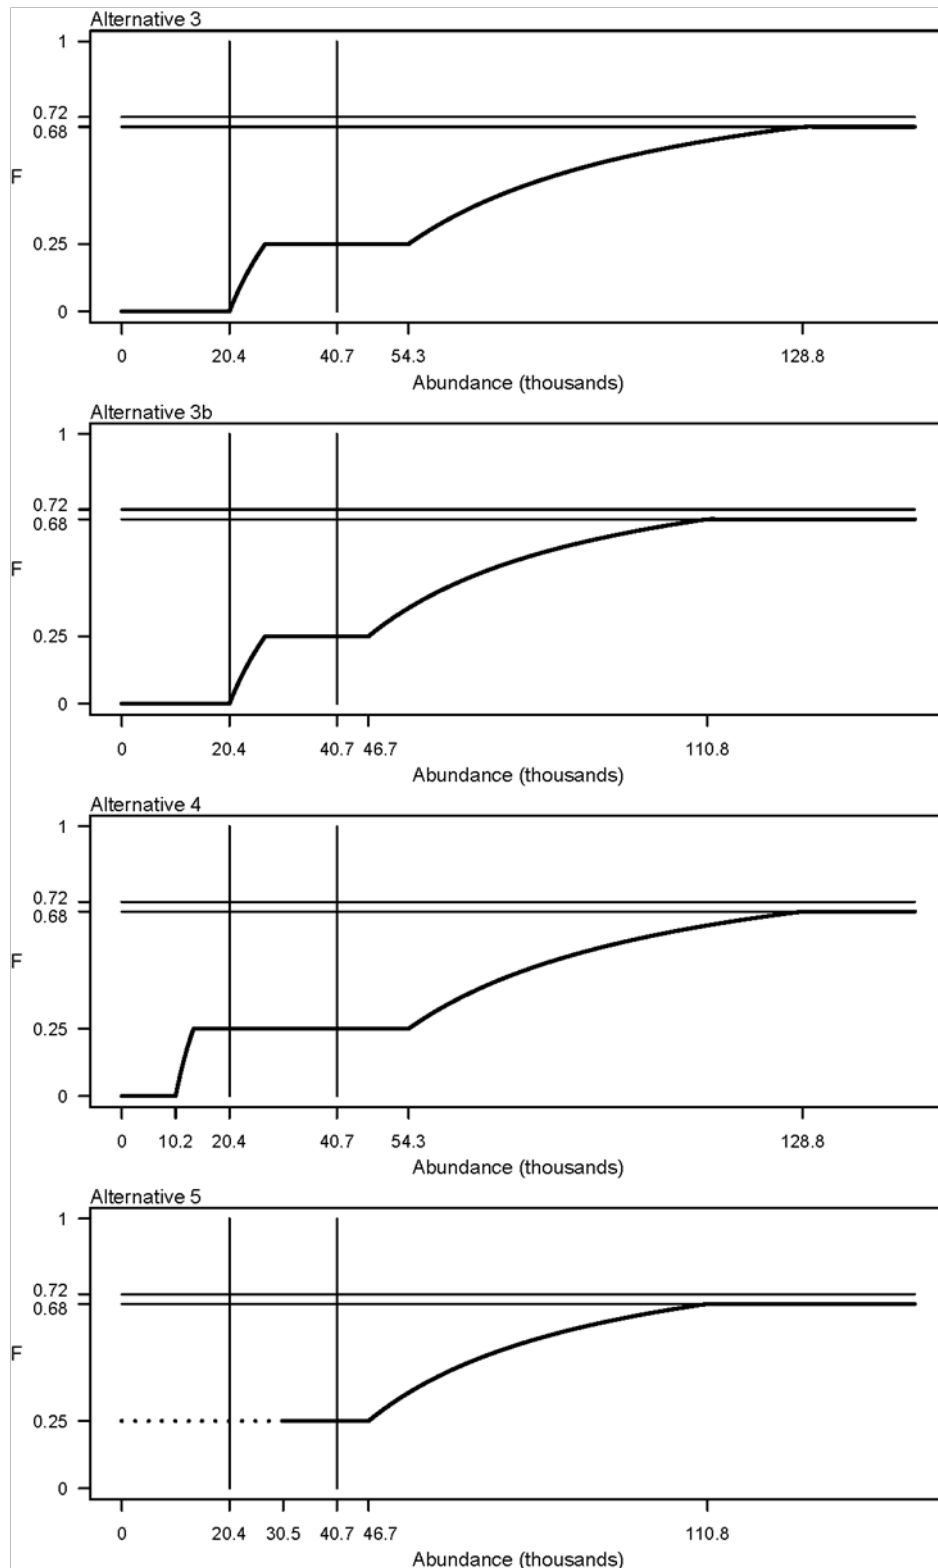 Alternative 3
1
0.72
0.68
F
0.25
0
0 20.4 40.7 54.3 128.8
Abundance (thousands)
Alternative 3b
1
0.72
0.68
F
0.25
0
0 20.4 40.7 46.7 110.8
Abundance (thousands)
Alternative 4
1
0.72
0.68
F
0.25
0
0 10.2 20.4 40.7 54.3 128.8
Abundance (thousands)
Alternative 5
1
0.72
0.68
F
0.25
0
0 20.4 30.5 40.7 46.7 110.8
Abundance (thousands)